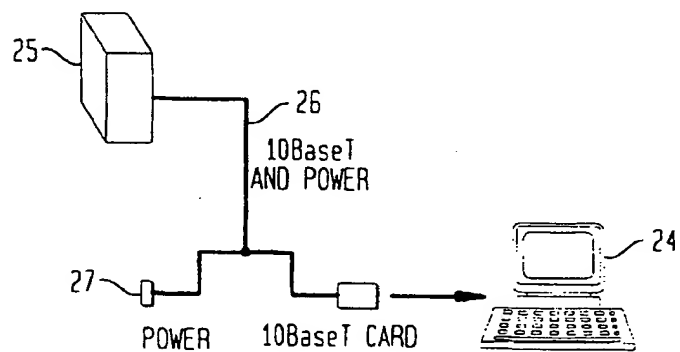 25
26
10BaseT
AND POWER
24
27
POWER
10BaseT CARD